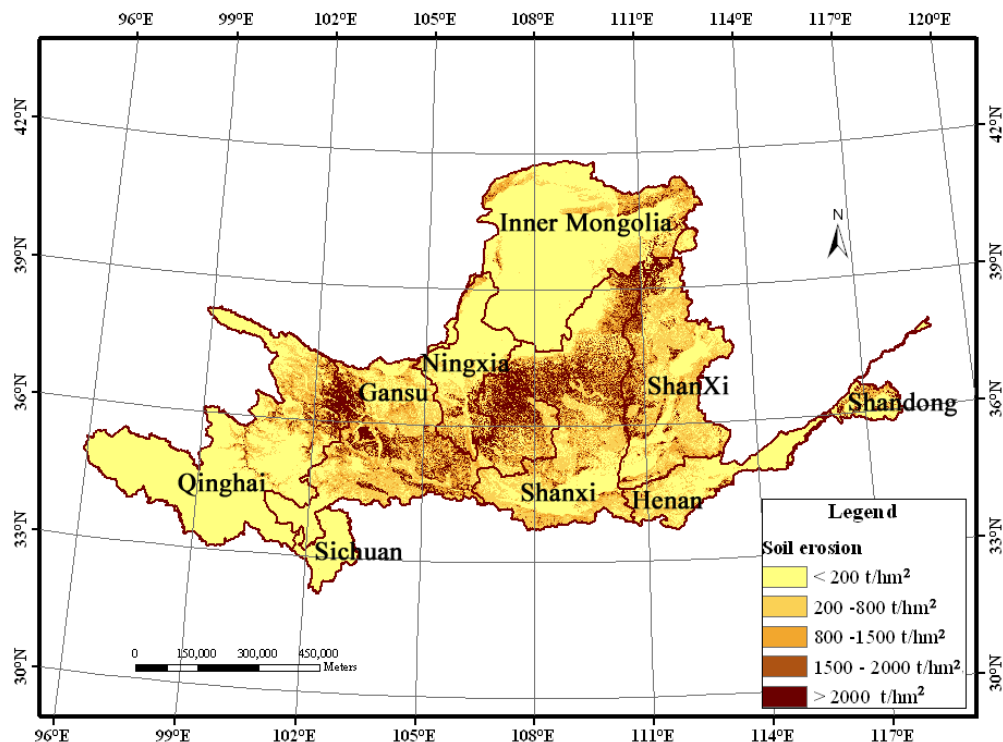 96°E 99°E 102°E 105°E 108°E 111°E 114°E 117°E 120°E
42°N 42°N
N
Inner Mongolia
39°N 39°N
Ningxia
Gansu ShanXi
36°N 36°N
Shandong
Qinghai Shanxi
Henan
Legend
33°N 33°N
Sichuan
Soil erosion
< 200 t/hm²
200 -800 t/hm²
800 -1500 t/hm²
1500 - 2000 t/hm²
> 2000 t/hm²
0 150,000 300,000 450,000
Meters
30°N 30°N
96°E 99°E 102°E 105°E 108°E 111°E 114°E 117°E